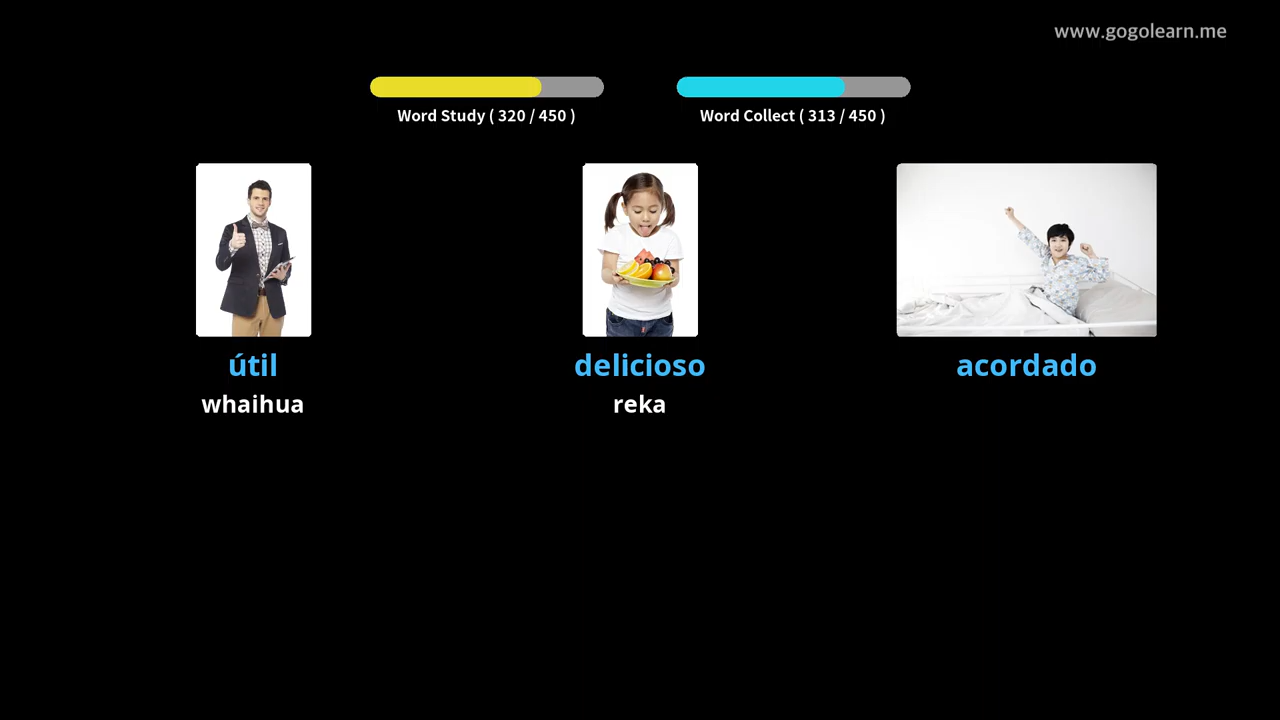 www.gogolearn.me
Word Study ( 320 / 450 )
Word Collect ( 313 / 450 )
útil
whaihua
delicioso
reka
acordado